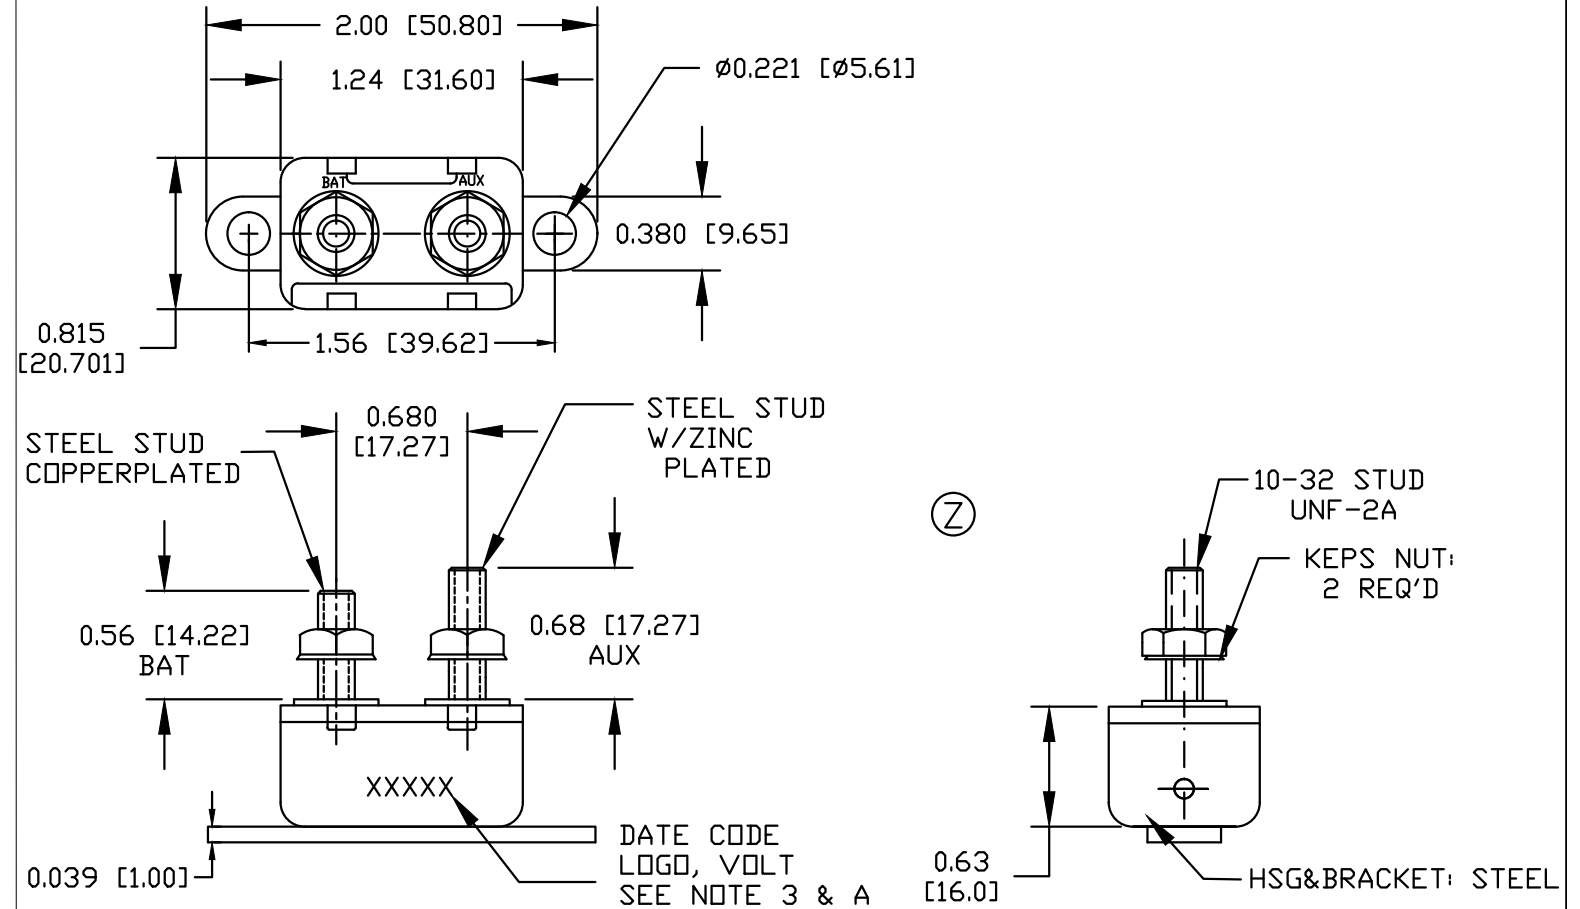 2.00 [50.80]
1.24 [31.60]
Ø0.221 [Ø5.61]
BAT
AUX
0.380 [9.65]
0.815
[20.701]
1.56 [39.62]
STEEL STUD
COPPERPLATED
0.680
[17.27]
STEEL STUD
W/ZINC
PLATED
Z
10-32 STUD
UNF-2A
KEPS NUT:
2 REQ'D
0.56 [14.22]
BAT
0.68 [17.27]
AUX
XXXXX
0.039 [1.00]
DATE CODE
LOGO, VOLT
SEE NOTE 3 & A
0.63
[16.0]
HSG&BRACKET: STEEL